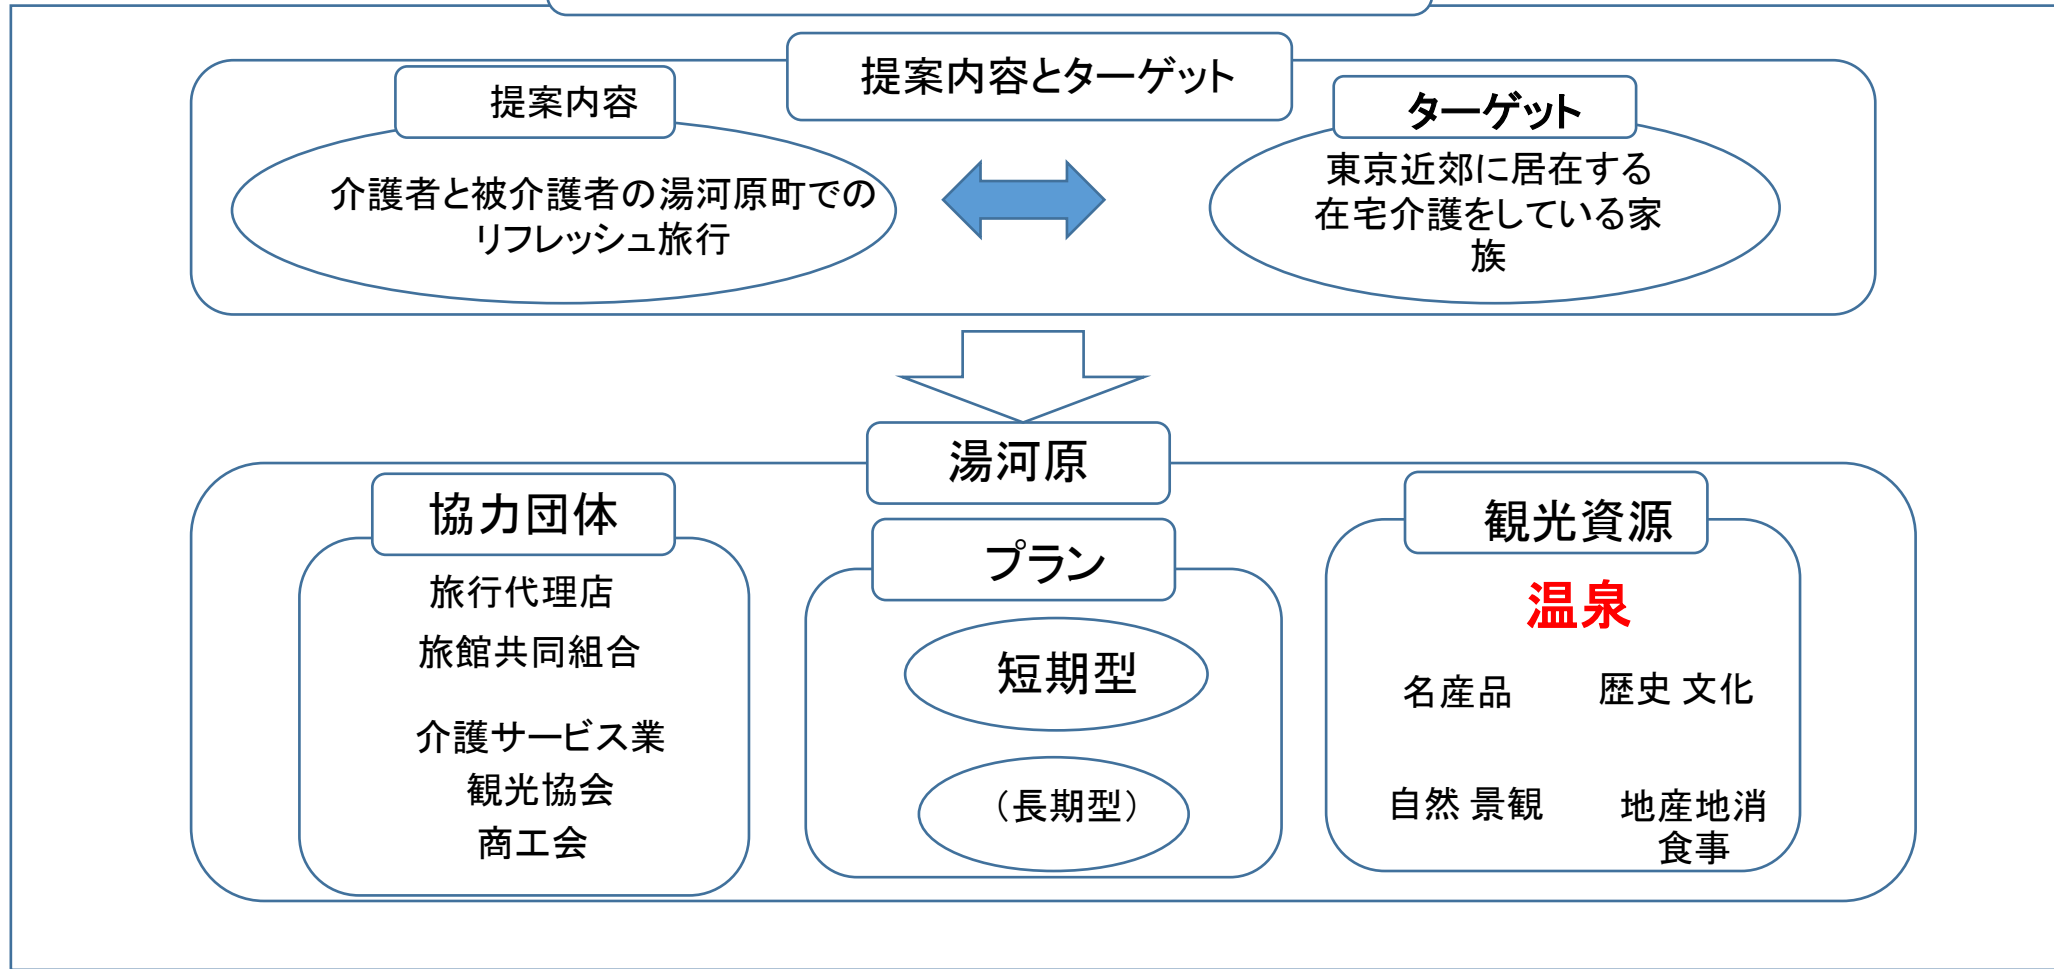 提案内容とターゲット
提案内容
介護者と被介護者の湯河原町での
リフレッシュ旅行
ターゲット
東京近郊に居在する
在宅介護をしている家
族
湯河原
協力団体
旅行代理店
旅館共同組合
介護サービス業
観光協会
商工会
プラン
短期型
（長期型）
観光資源
温泉
名産品
歴史 文化
自然 景観
地産地消
食事